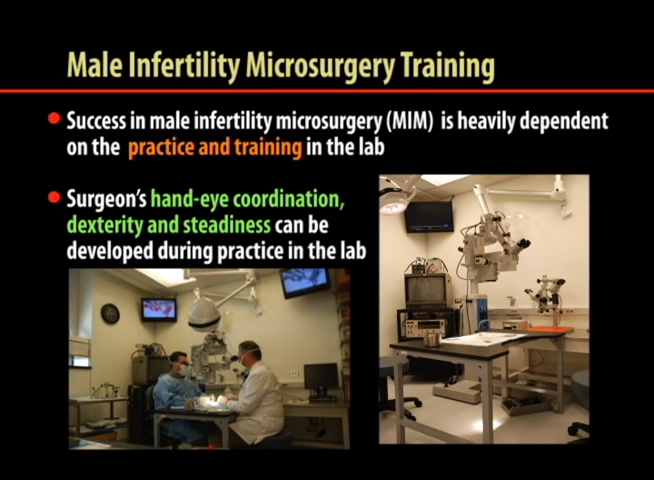 Male Infertility Microsurgery Training
Success in male infertility microsurgery (MIM) is heavily dependent
on the practice and training in the lab
Surgeon's hand-eye coordination,
dexterity and steadiness can be
developed during practice in the lab